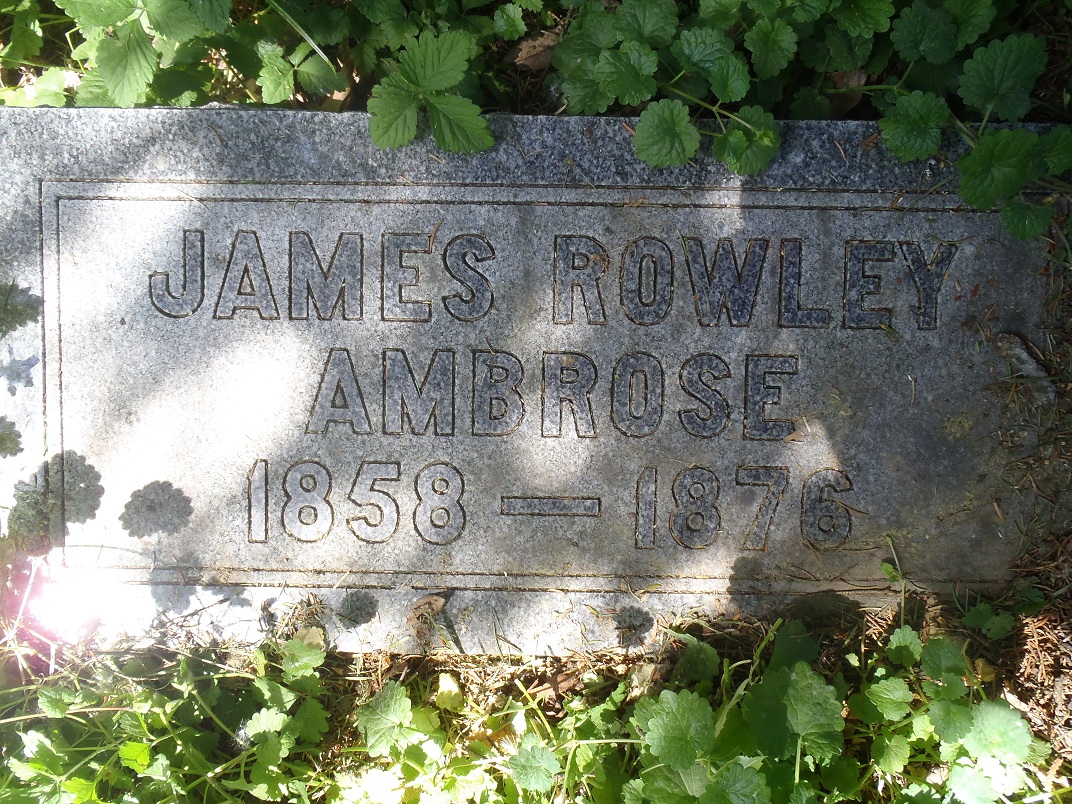 JAMES ROWLEY
AMBROSE
1858 — 1876